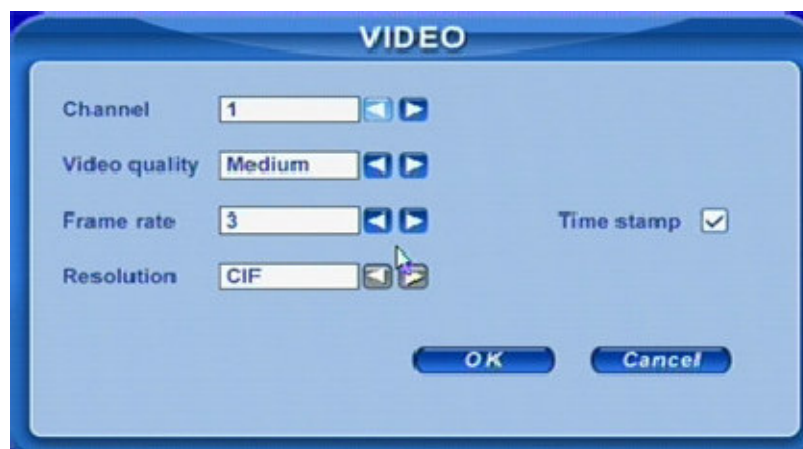 VIDEO
Channel 1
Video quality Medium
Frame rate 3 Time stamp
Resolution CIF
OK Cancel